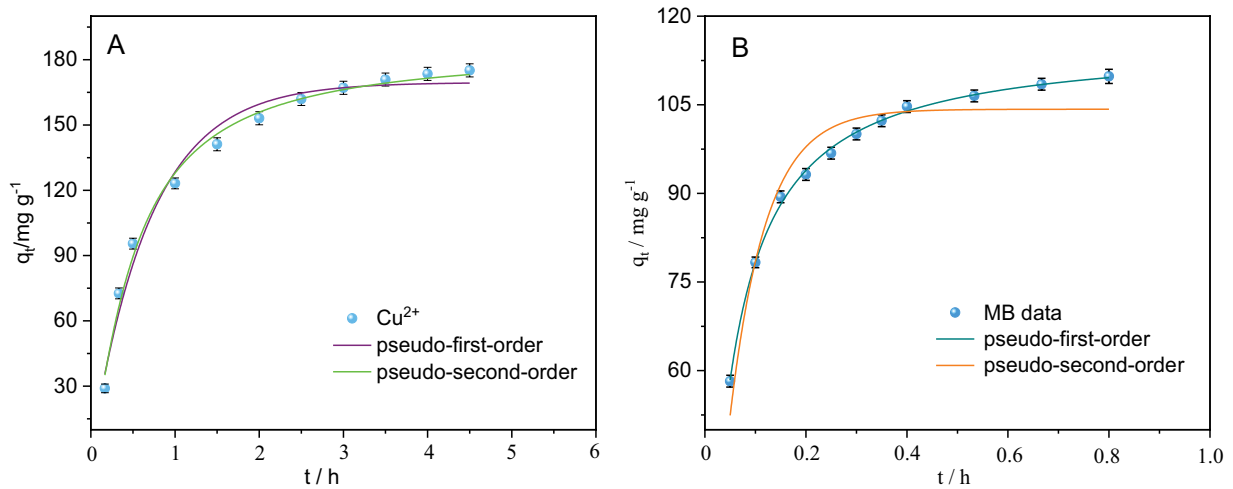 A
180
150
120
90
60
30
q_t/mg g⁻¹
0
1
2
3
4
5
6
t / h
Cu²⁺
pseudo-first-order
pseudo-second-order
B
120
105
90
75
60
q_t / mg g⁻¹
0.0
0.2
0.4
0.6
0.8
1.0
t / h
MB data
pseudo-first-order
pseudo-second-order